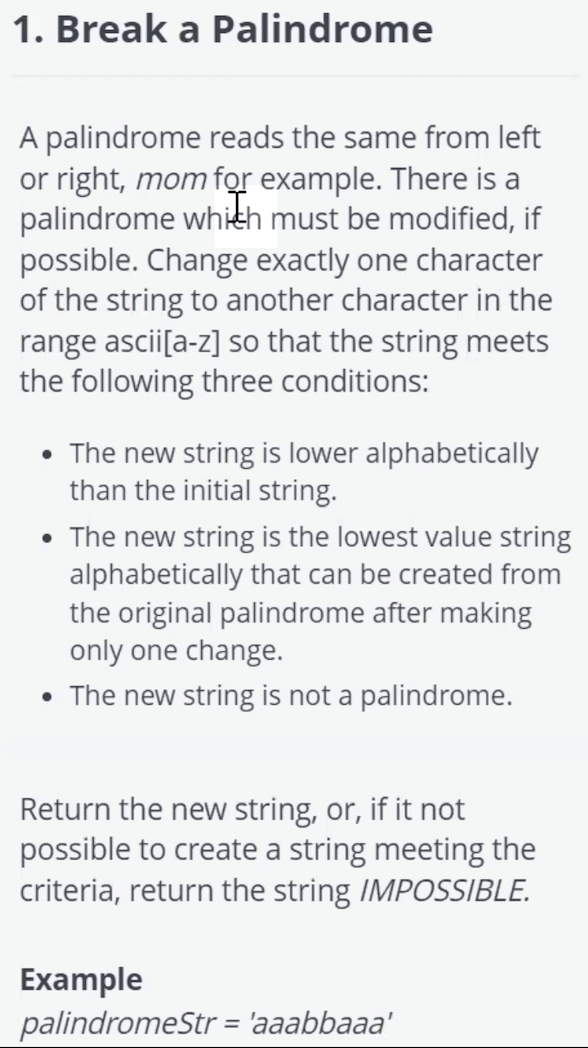 1. Break a Palindrome
A palindrome reads the same from left
or right, mom for example. There is a
palindrome which must be modified, if
possible. Change exactly one character
of the string to another character in the
range ascii[a-z] so that the string meets
the following three conditions:
• The new string is lower alphabetically
than the initial string.
• The new string is the lowest value string
alphabetically that can be created from
the original palindrome after making
only one change.
• The new string is not a palindrome.
Return the new string, or, if it not
possible to create a string meeting the
criteria, return the string IMPOSSIBLE.
Example
palindromeStr = 'aaabbaaa'